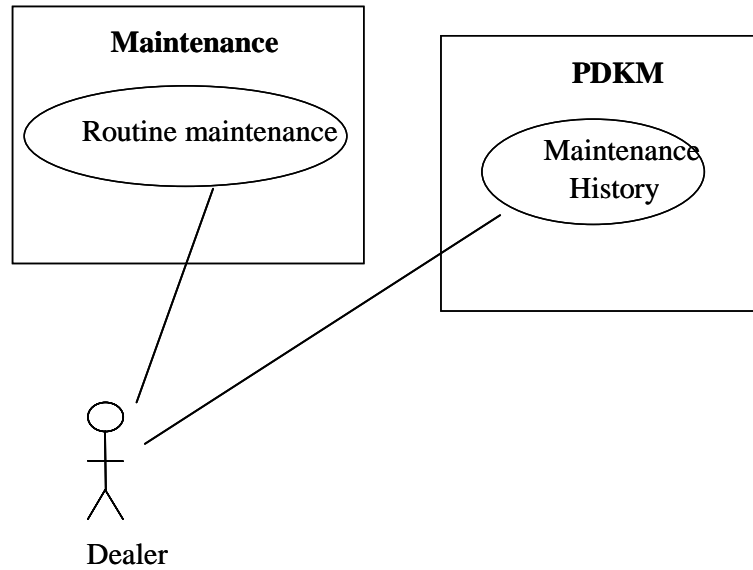 Maintenance
Routine maintenance
PDKM
Maintenance
History
Dealer